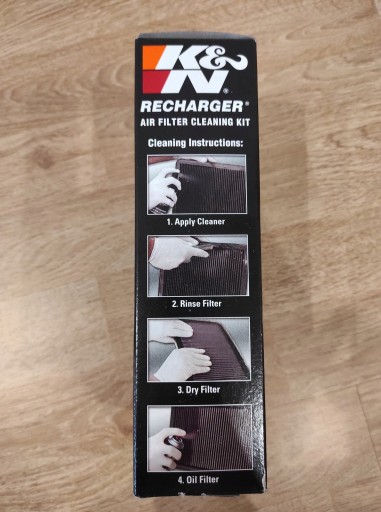 K&N®
RECHARGER®
AIR FILTER CLEANING KIT
Cleaning Instructions:
1. Apply Cleaner
2. Rinse Filter
3. Dry Filter
4. Oil Filter